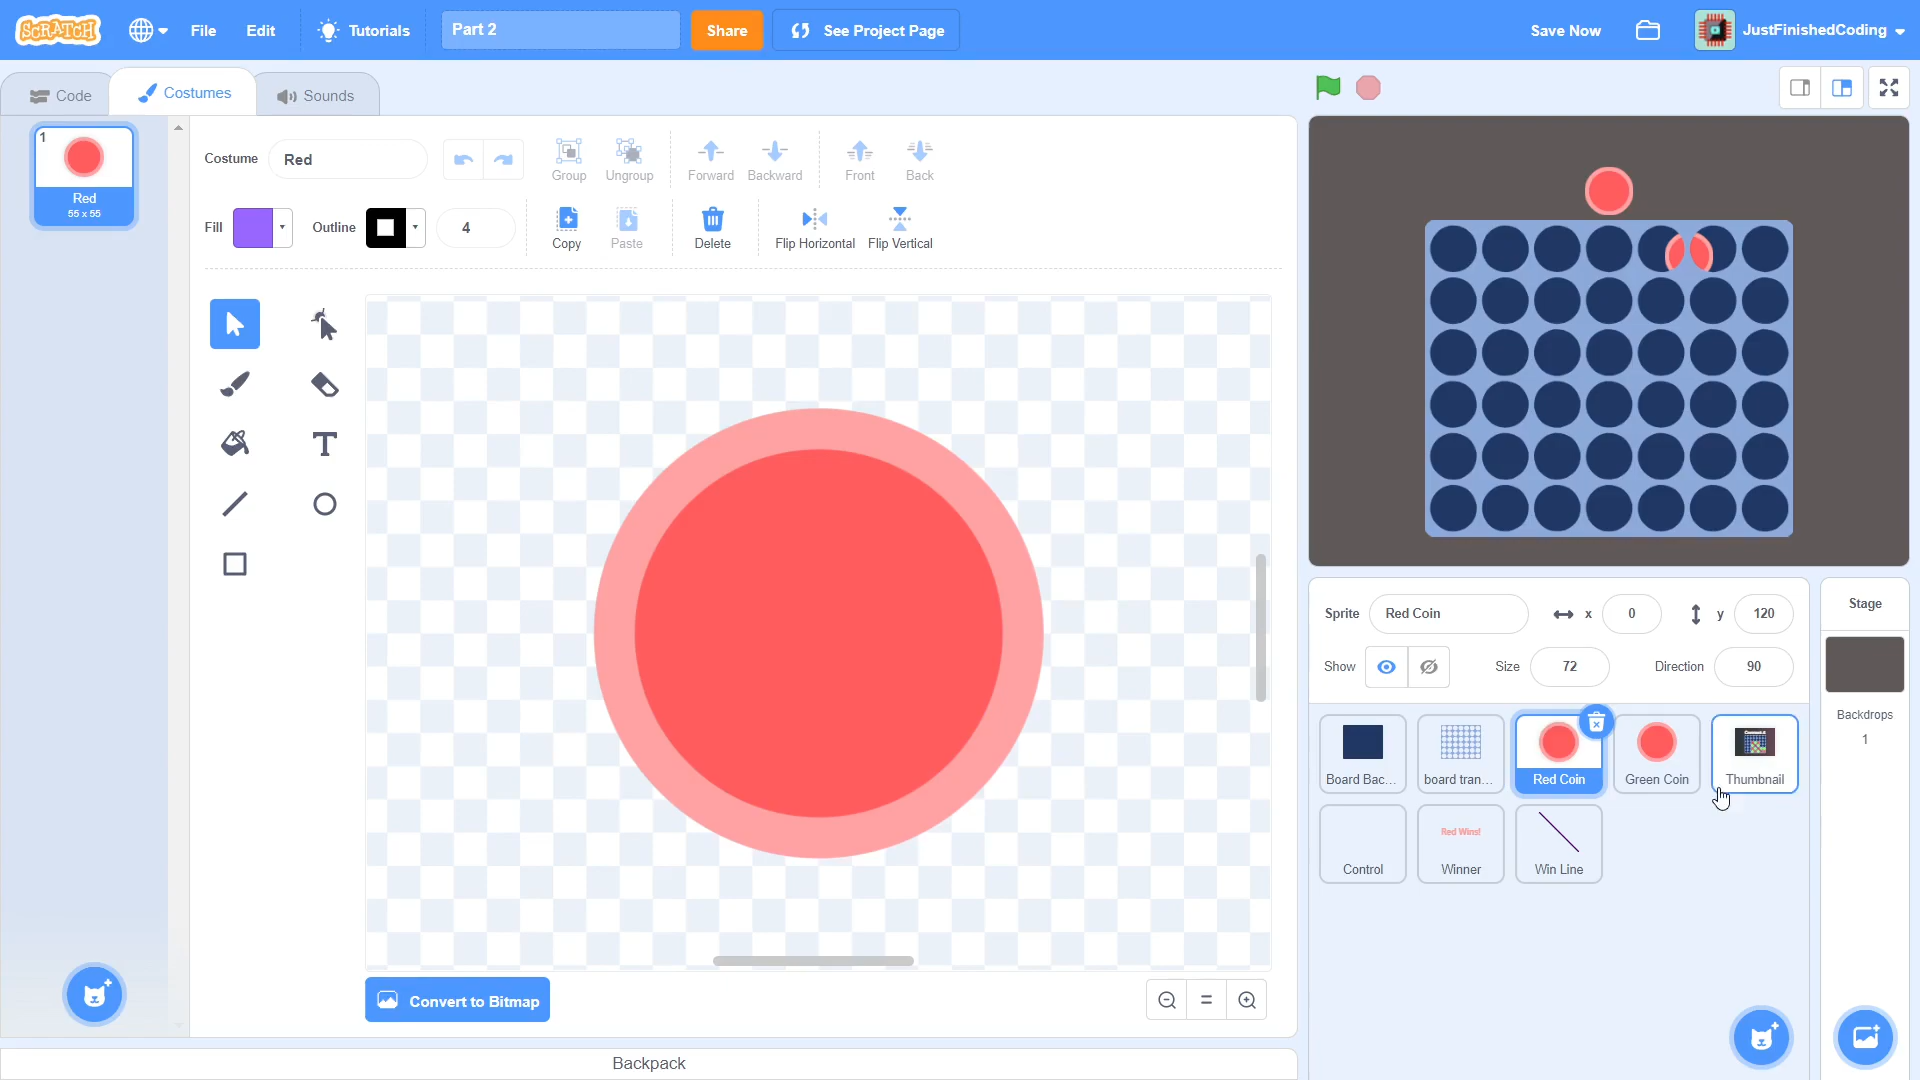 SCRATCH
File
Edit
Tutorials
Part 2
Share
See Project Page
Save Now
JustFinishedCoding
Code
Costumes
Sounds
1
Red
55 x 55
Costume
Red
Group
Ungroup
Forward
Backward
Front
Back
Fill
Outline
4
Copy
Paste
Delete
Flip Horizontal
Flip Vertical
T
Convert to Bitmap
Backpack
Sprite
Red Coin
x
0
y
120
Show
Size
72
Direction
90
Stage
Backdrops
1
Board Bac...
board tran...
Red Coin
Green Coin
Thumbnail
Control
Red Wins!
Winner
Win Line